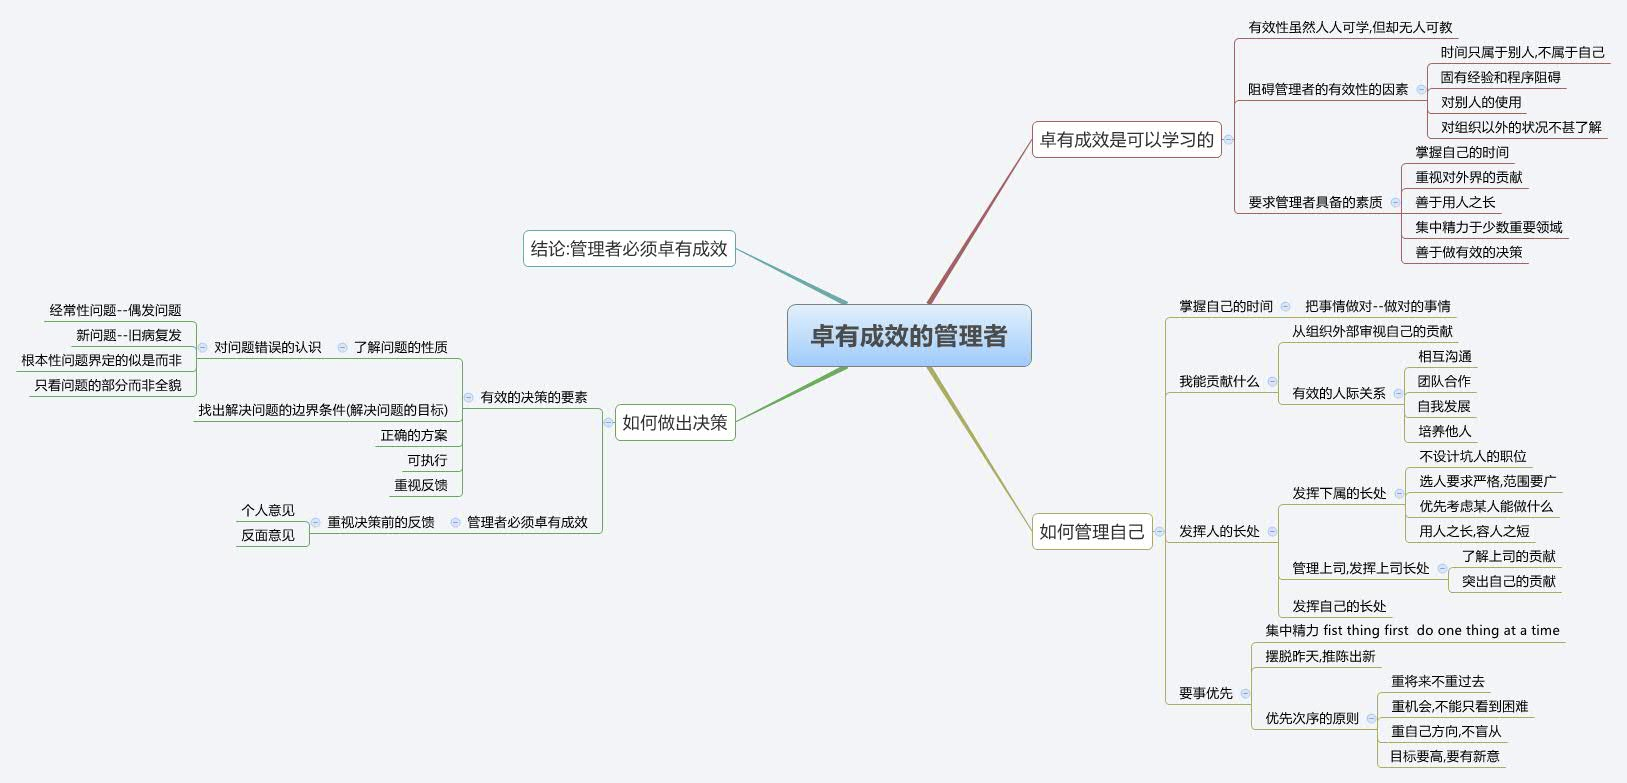 卓有成效的管理者
卓有成效是可以学习的
有效性虽然人人可学,但却无人可教
阻碍管理者的有效性的因素
时间只属于别人,不属于自己
固有经验和程序阻碍
对别人的使用
对组织以外的状况不甚了解
要求管理者具备的素质
掌握自己的时间
重视对外界的贡献
善于用人之长
集中精力于少数重要领域
善于做有效的决策
如何管理自己
掌握自己的时间
把事情做对--做对的事情
我能贡献什么
从组织外部审视自己的贡献
有效的人际关系
相互沟通
团队合作
自我发展
培养他人
发挥人的长处
发挥下属的长处
不设计坑人的职位
选人要求严格,范围要广
优先考虑某人能做什么
用人之长,容人之短
管理上司,发挥上司长处
了解上司的贡献
突出自己的贡献
发挥自己的长处
要事优先
集中精力 fist thing first  do one thing at a time
摆脱昨天,推陈出新
优先次序的原则
重将来不重过去
重机会,不能只看到困难
重自己方向,不盲从
目标要高,要有新意
如何做出决策
有效的决策的要素
了解问题的性质
对问题错误的认识
经常性问题--偶发问题
新问题--旧病复发
根本性问题界定的似是而非
只看问题的部分而非全貌
找出解决问题的边界条件(解决问题的目标)
正确的方案
可执行
重视反馈
管理者必须卓有成效
重视决策前的反馈
个人意见
反面意见
结论:管理者必须卓有成效